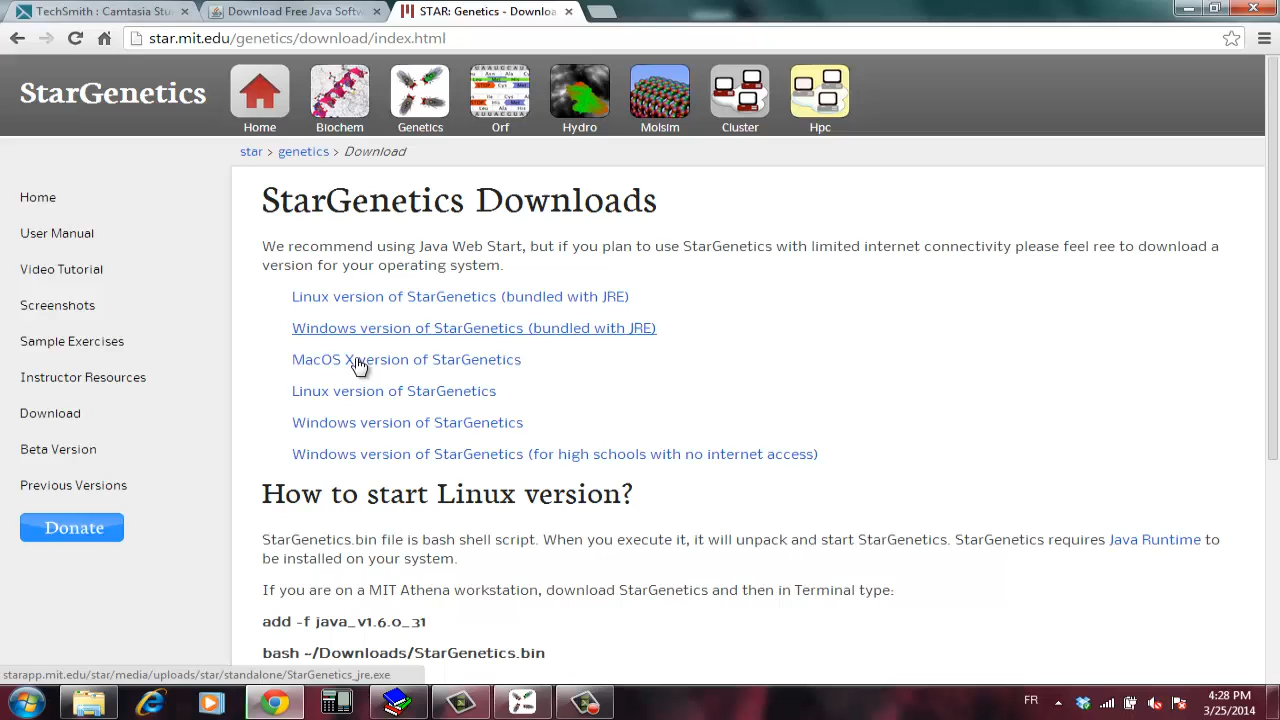 TechSmith: Camtasia Stu
Download Free Java Softw
STAR: Genetics - Downloa
star.mit.edu/genetics/download/index.html
StarGenetics
Home
Biochem
Genetics
Orf
Hydro
Molsim
Cluster
Hpc
star > genetics > Download
Home
User Manual
Video Tutorial
Screenshots
Sample Exercises
Instructor Resources
Download
Beta Version
Previous Versions
Donate
StarGenetics Downloads
We recommend using Java Web Start, but if you plan to use StarGenetics with limited internet connectivity please feel ree to download a
version for your operating system.
Linux version of StarGenetics (bundled with JRE)
Windows version of StarGenetics (bundled with JRE)
MacOS X version of StarGenetics
Linux version of StarGenetics
Windows version of StarGenetics
Windows version of StarGenetics (for high schools with no internet access)
How to start Linux version?
StarGenetics.bin file is bash shell script. When you execute it, it will unpack and start StarGenetics. StarGenetics requires Java Runtime to
be installed on your system.
If you are on a MIT Athena workstation, download StarGenetics and then in Terminal type:
add -f java_v1.6.0_31
bash ~/Downloads/StarGenetics.bin
starapp.mit.edu/star/media/uploads/star/standalone/StarGenetics_jre.exe
FR
4:28 PM
3/25/2014